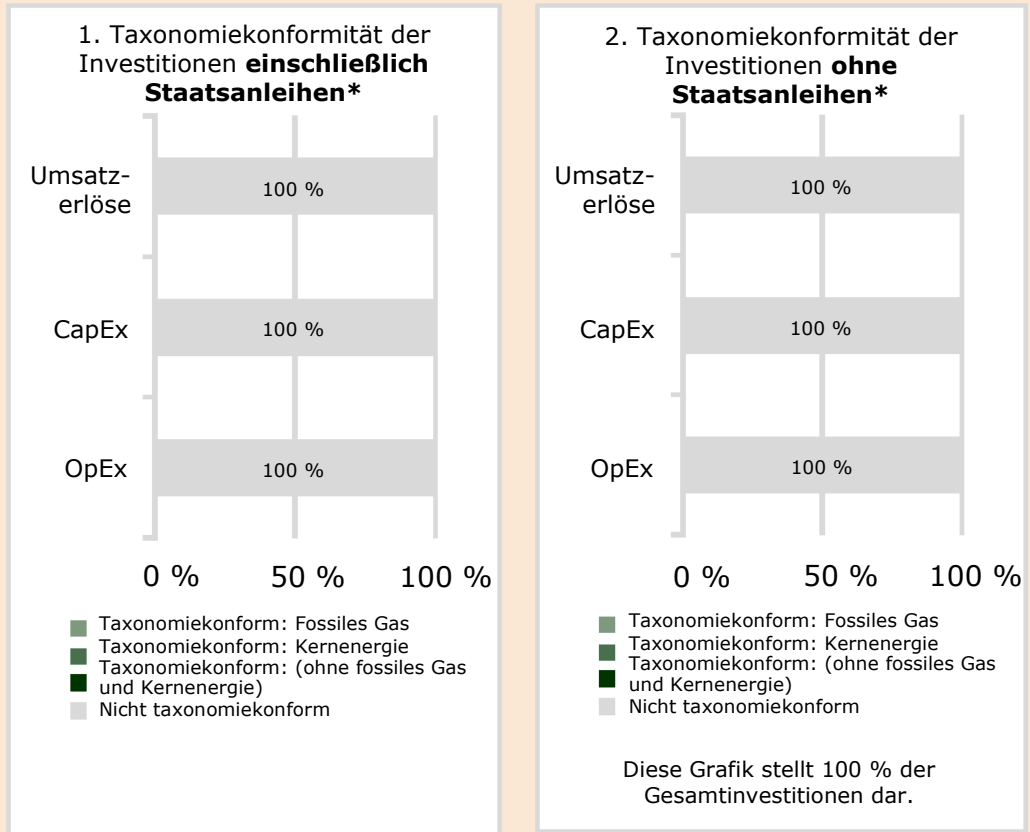 1. Taxonomiekonformität der
Investitionen einschließlich
Staatsanleihen*
Umsatz-
erlöse
100 %
CapEx
100 %
OpEx
100 %
0 % 50 % 100 %
Taxonomiekonform: Fossiles Gas
Taxonomiekonform: Kernenergie
Taxonomiekonform: (ohne fossiles Gas
und Kernenergie)
Nicht taxonomiekonform
2. Taxonomiekonformität der
Investitionen ohne
Staatsanleihen*
Umsatz-
erlöse
100 %
CapEx
100 %
OpEx
100 %
0 % 50 % 100 %
Taxonomiekonform: Fossiles Gas
Taxonomiekonform: Kernenergie
Taxonomiekonform: (ohne fossiles Gas
und Kernenergie)
Nicht taxonomiekonform
Diese Grafik stellt 100 % der
Gesamtinvestitionen dar.